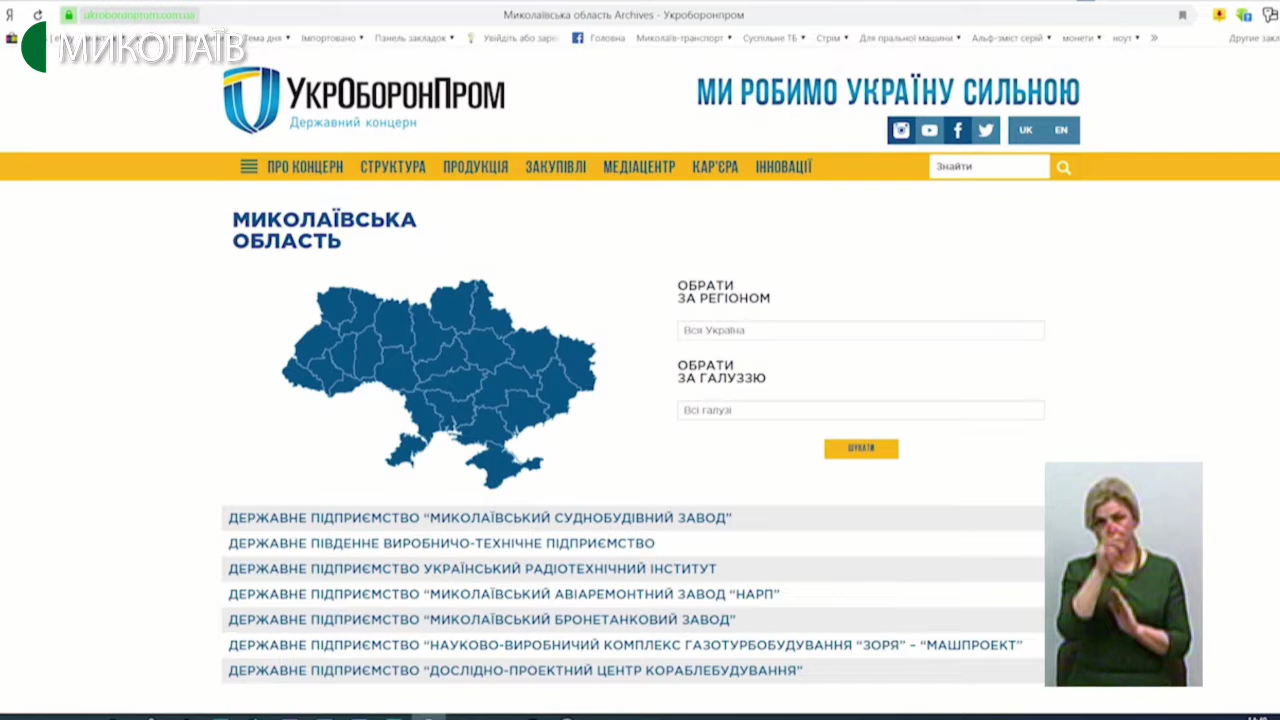 ukroboronprom.com.ua
Миколаївська область Archives - Укроборонпром
МИКОЛАЇВ
Тема дня
Імпортовано
Панель закладок
Увійдіть або заре
Головна
Миколаїв-транспорт
Суспільне ТБ
Стрім
Для пральної машини
Альф-зміст серій
монети
ноут
Другие закл
УКРОБОРОНПРОМ
Державний концерн
МИ РОБИМО УКРАЇНУ СИЛЬНОЮ
UK EN
ПРО КОНЦЕРН СТРУКТУРА ПРОДУКЦІЯ ЗАКУПІВЛІ МЕДІАЦЕНТР КАР'ЄРА ІННОВАЦІЇ
Знайти
МИКОЛАЇВСЬКА
ОБЛАСТЬ
ОБРАТИ
ЗА РЕГІОНОМ
Вся Україна
ОБРАТИ
ЗА ГАЛУЗЗЮ
Всі галузі
ШУКАТИ
ДЕРЖАВНЕ ПІДПРИЄМСТВО “МИКОЛАЇВСЬКИЙ СУДНОБУДІВНИЙ ЗАВОД”
ДЕРЖАВНЕ ПІВДЕННЕ ВИРОБНИЧО-ТЕХНІЧНЕ ПІДПРИЄМСТВО
ДЕРЖАВНЕ ПІДПРИЄМСТВО УКРАЇНСЬКИЙ РАДІОТЕХНІЧНИЙ ІНСТИТУТ
ДЕРЖАВНЕ ПІДПРИЄМСТВО “МИКОЛАЇВСЬКИЙ АВІАРЕМОНТНИЙ ЗАВОД “НАРП”
ДЕРЖАВНЕ ПІДПРИЄМСТВО “МИКОЛАЇВСЬКИЙ БРОНЕТАНКОВИЙ ЗАВОД”
ДЕРЖАВНЕ ПІДПРИЄМСТВО “НАУКОВО-ВИРОБНИЧИЙ КОМПЛЕКС ГАЗОТУРБОБУДУВАННЯ “ЗОРЯ” – “МАШПРОЕКТ”
ДЕРЖАВНЕ ПІДПРИЄМСТВО “ДОСЛІДНО-ПРОЕКТНИЙ ЦЕНТР КОРАБЛЕБУДУВАННЯ”